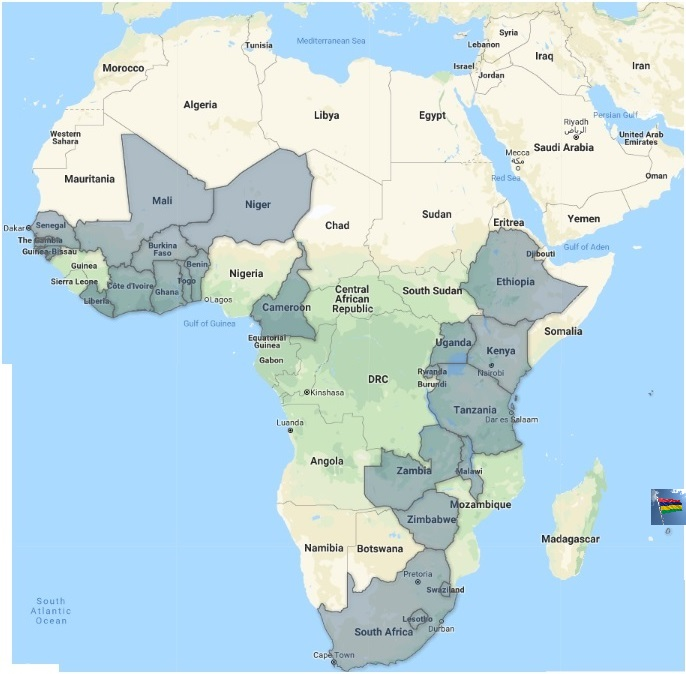 Mediterranean Sea
Tunisia
Syria
Lebanon
Iraq
Iran
Israel
Jordan
Morocco
Algeria
Libya
Egypt
Persian Gulf
Riyadh
الرياض
Western
Sahara
United Arab
Emirates
Saudi Arabia
Mecca
مكة
Oman
Red Sea
Mauritania
Mali
Niger
Chad
Sudan
Eritrea
Yemen
Gulf of Aden
Djibouti
Dakar
Senegal
The Gambia
Guinea-Bissau
Guinea
Sierra Leone
Liberia
Côte d'Ivoire
Burkina
Faso
Ghana
Togo
Benin
Nigeria
Lagos
Gulf of Guinea
Cameroon
Central
African
Republic
South Sudan
Ethiopia
Somalia
Equatorial
Guinea
Gabon
Uganda
Kenya
Nairobi
Rwanda
Burundi
DRC
Kinshasa
Tanzania
Dar es Salaam
Luanda
Angola
Zambia
Malawi
Mozambique
Zimbabwe
Madagascar
Namibia
Botswana
Pretoria
Swaziland
South
Atlantic
Ocean
Lesotho
Durban
South Africa
Cape Town